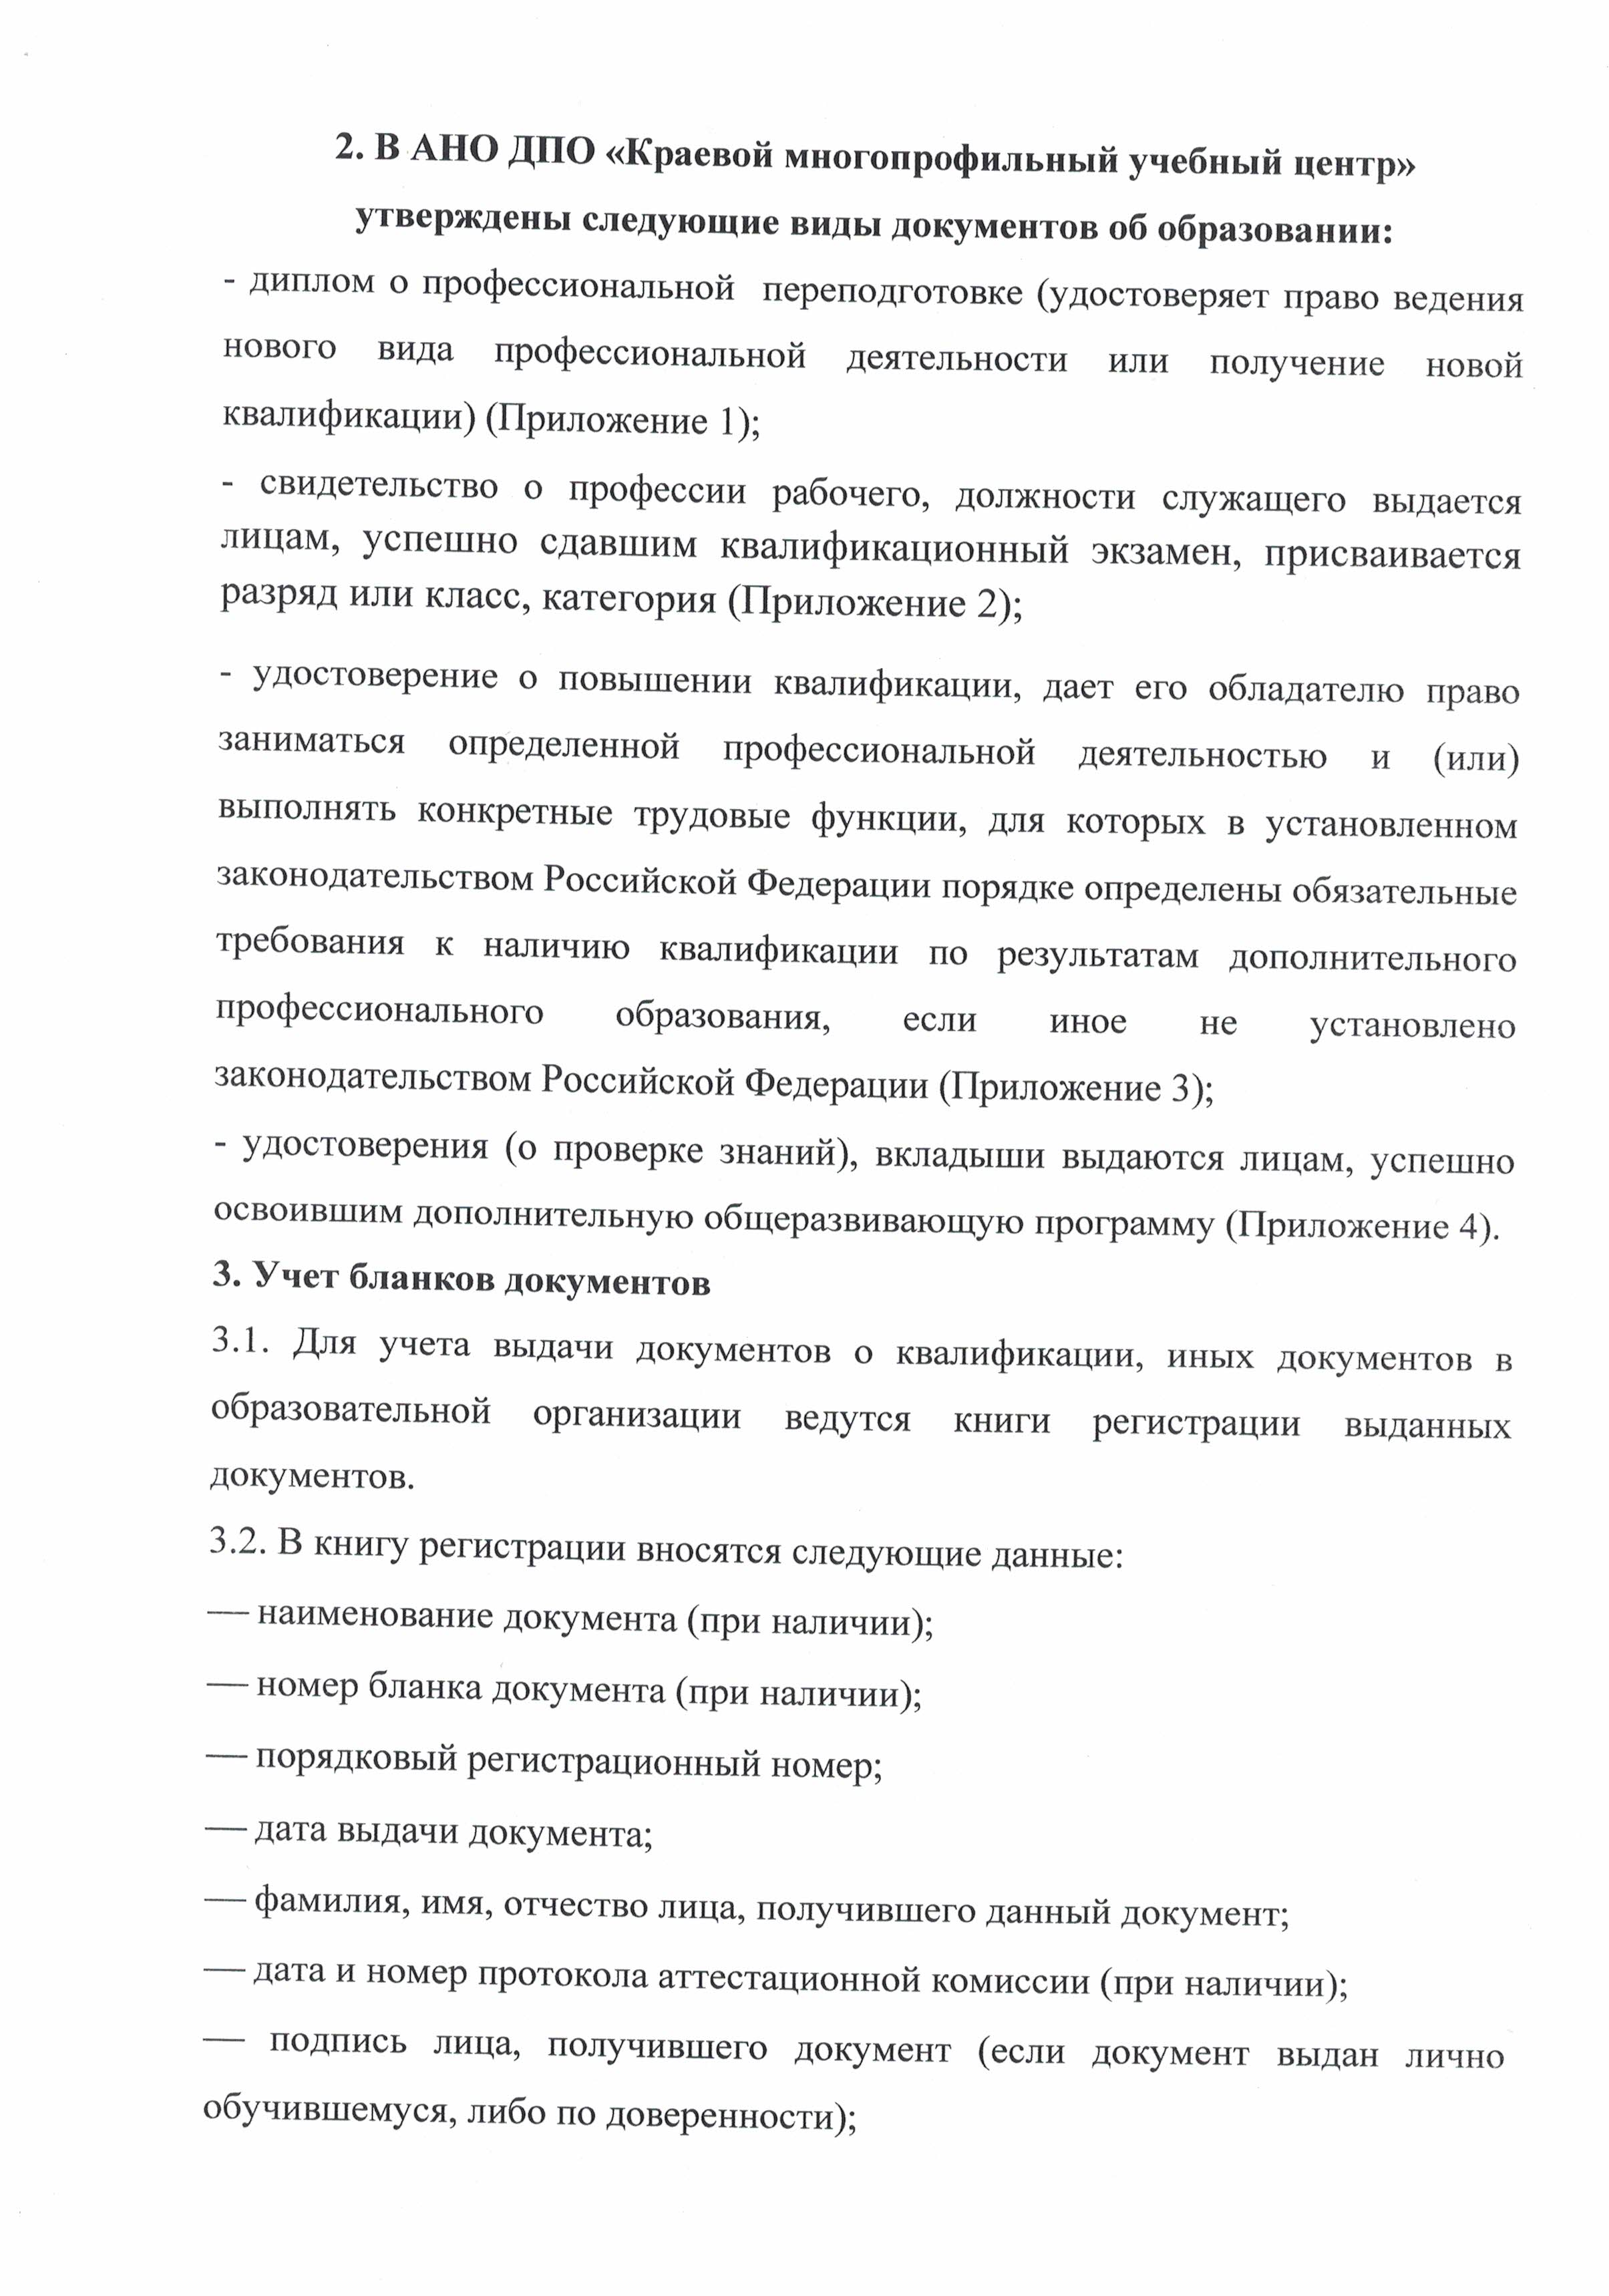 2. В АНО ДПО «Краевой многопрофильный учебный центр»
утверждены следующие виды документов об образовании:
- диплом о профессиональной переподготовке (удостоверяет право ведения
нового вида профессиональной деятельности или получение новой
квалификации) (Приложение 1);
- свидетельство о профессии рабочего, должности служащего выдается
лицам, успешно сдавшим квалификационный экзамен, присваивается
разряд или класс, категория (Приложение 2);
- удостоверение о повышении квалификации, дает его обладателю право
заниматься определенной профессиональной деятельностью и (или)
выполнять конкретные трудовые функции, для которых в установленном
законодательством Российской Федерации порядке определены обязательные
требования к наличию квалификации по результатам дополнительного
профессионального образования, если иное не установлено
законодательством Российской Федерации (Приложение 3);
- удостоверения (о проверке знаний), вкладыши выдаются лицам, успешно
освоившим дополнительную общеразвивающую программу (Приложение 4).
3. Учет бланков документов
3.1. Для учета выдачи документов о квалификации, иных документов в
образовательной организации ведутся книги регистрации выданных
документов.
3.2. В книгу регистрации вносятся следующие данные:
— наименование документа (при наличии);
— номер бланка документа (при наличии);
— порядковый регистрационный номер;
— дата выдачи документа;
— фамилия, имя, отчество лица, получившего данный документ;
— дата и номер протокола аттестационной комиссии (при наличии);
— подпись лица, получившего документ (если документ выдан лично
обучившемуся, либо по доверенности);